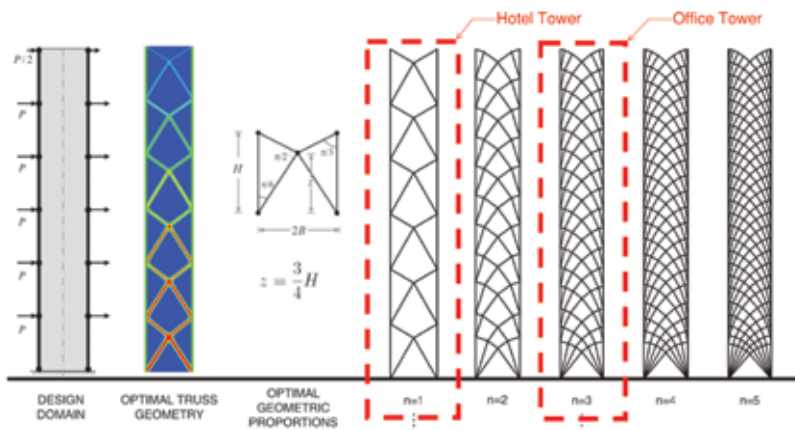 Hotel Tower
Office Tower
P/2
P
P
P
P
P
H
π/2
π/3
π/6
2B
z = 3/4 H
DESIGN
DOMAIN
OPTIMAL TRUSS
GEOMETRY
OPTIMAL
GEOMETRIC
PROPORTIONS
n=1
n=2
n=3
n=4
n=5